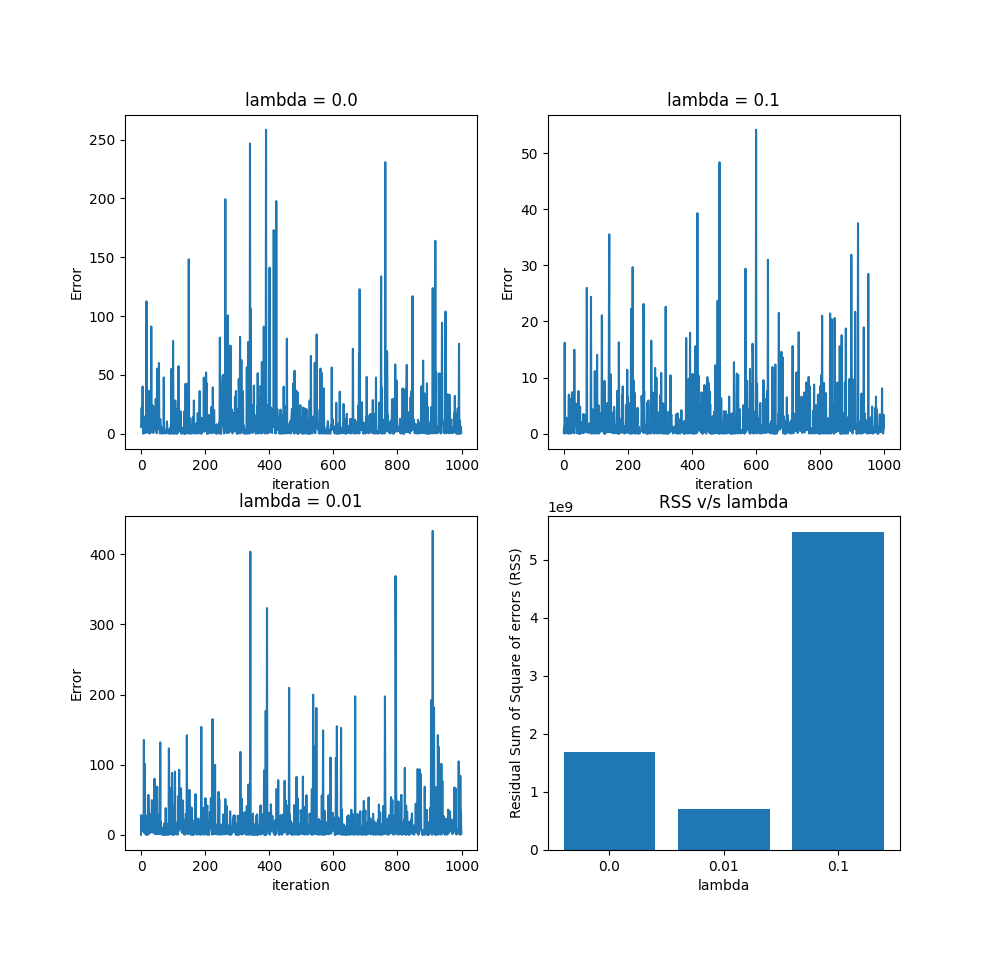 lambda = 0.0
250
200
150
100
50
0
Error
0 200 400 600 800 1000
iteration
lambda = 0.1
50
40
30
20
10
0
Error
0 200 400 600 800 1000
iteration
lambda = 0.01
400
300
200
100
0
Error
0 200 400 600 800 1000
iteration
RSS v/s lambda
1e9
5
4
3
2
1
0
Residual Sum of Square of errors (RSS)
0.0 0.01 0.1
lambda